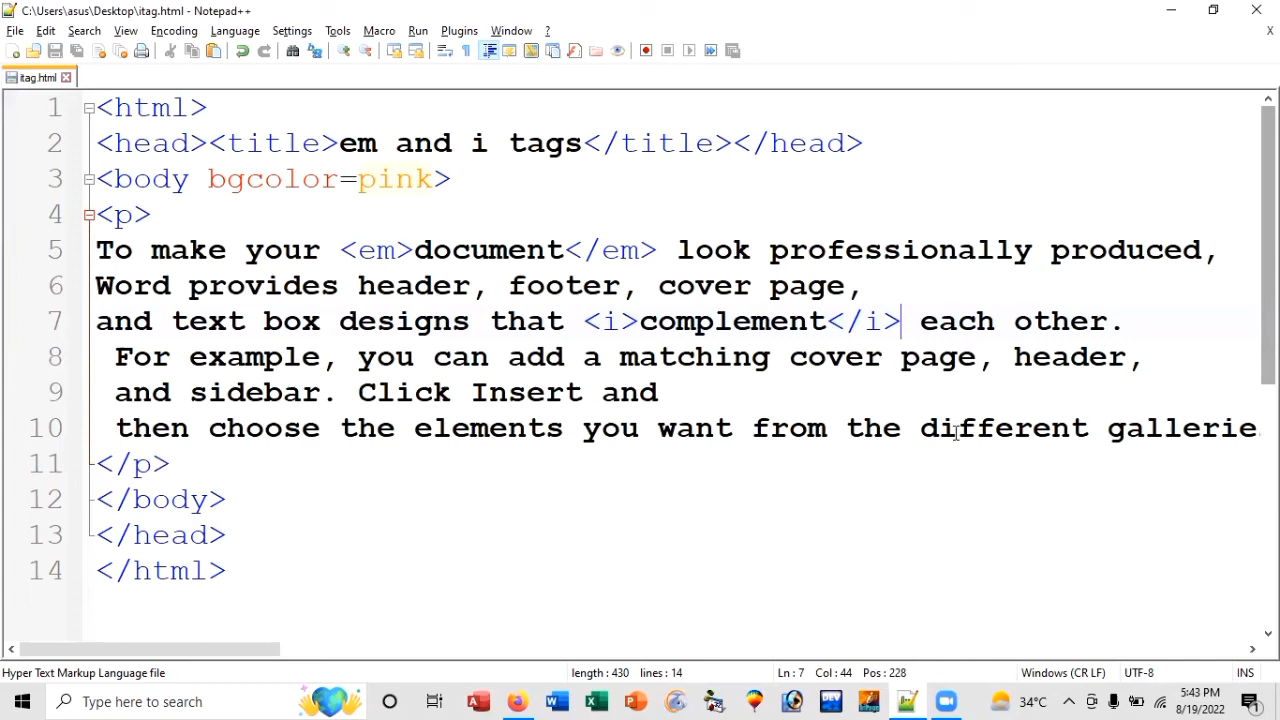 C:\Users\asus\Desktop\itag.html - Notepad++
File Edit Search View Encoding Language Settings Tools Macro Run Plugins Window ? X
itag.html
1 <html>
2 <head><title>em and i tags</title></head>
3 <body bgcolor=pink>
4 <p>
5 To make your <em>document</em> look professionally produced,
6 Word provides header, footer, cover page,
7 and text box designs that <i>complement</i> each other.
8 For example, you can add a matching cover page, header,
9 and sidebar. Click Insert and
10 then choose the elements you want from the different gallerie
11 </p>
12 </body>
13 </head>
14 </html>
Hyper Text Markup Language file length : 430 lines : 14 Ln : 7 Col : 44 Pos : 228 Windows (CR LF) UTF-8 INS
Type here to search 34°C 5:43 PM
8/19/2022